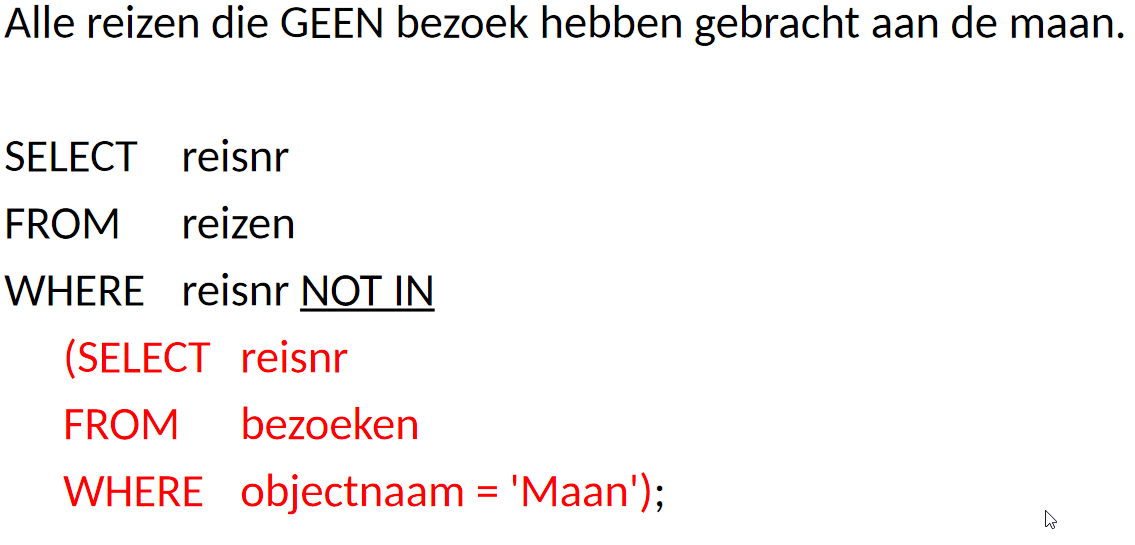 Alle reizen die GEEN bezoek hebben gebracht aan de maan.
SELECT reisnr
FROM reizen
WHERE reisnr NOT IN
(SELECT reisnr
FROM bezoeken
WHERE objectnaam = 'Maan');